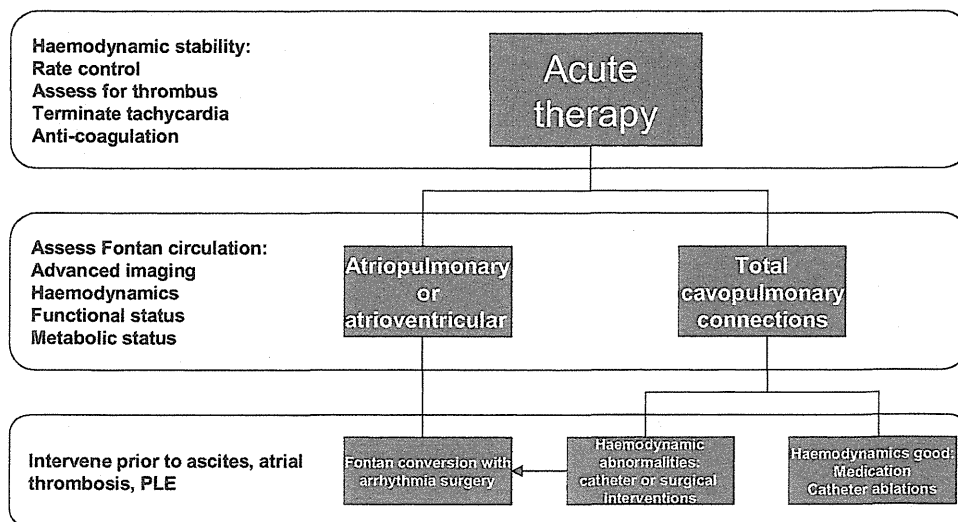 Haemodynamic stability:
Rate control
Assess for thrombus
Terminate tachycardia
Anti-coagulation
Acute
therapy
Assess Fontan circulation:
Advanced imaging
Haemodynamics
Functional status
Metabolic status
Atriopulmonary
or
atrioventricular
Total
cavopulmonary
connections
Intervene prior to ascites, atrial
thrombosis, PLE
Fontan conversion with
arrhythmia surgery
Haemodynamic
abnormalities:
catheter or surgical
interventions
Haemodynamics good:
Medication
Catheter ablations